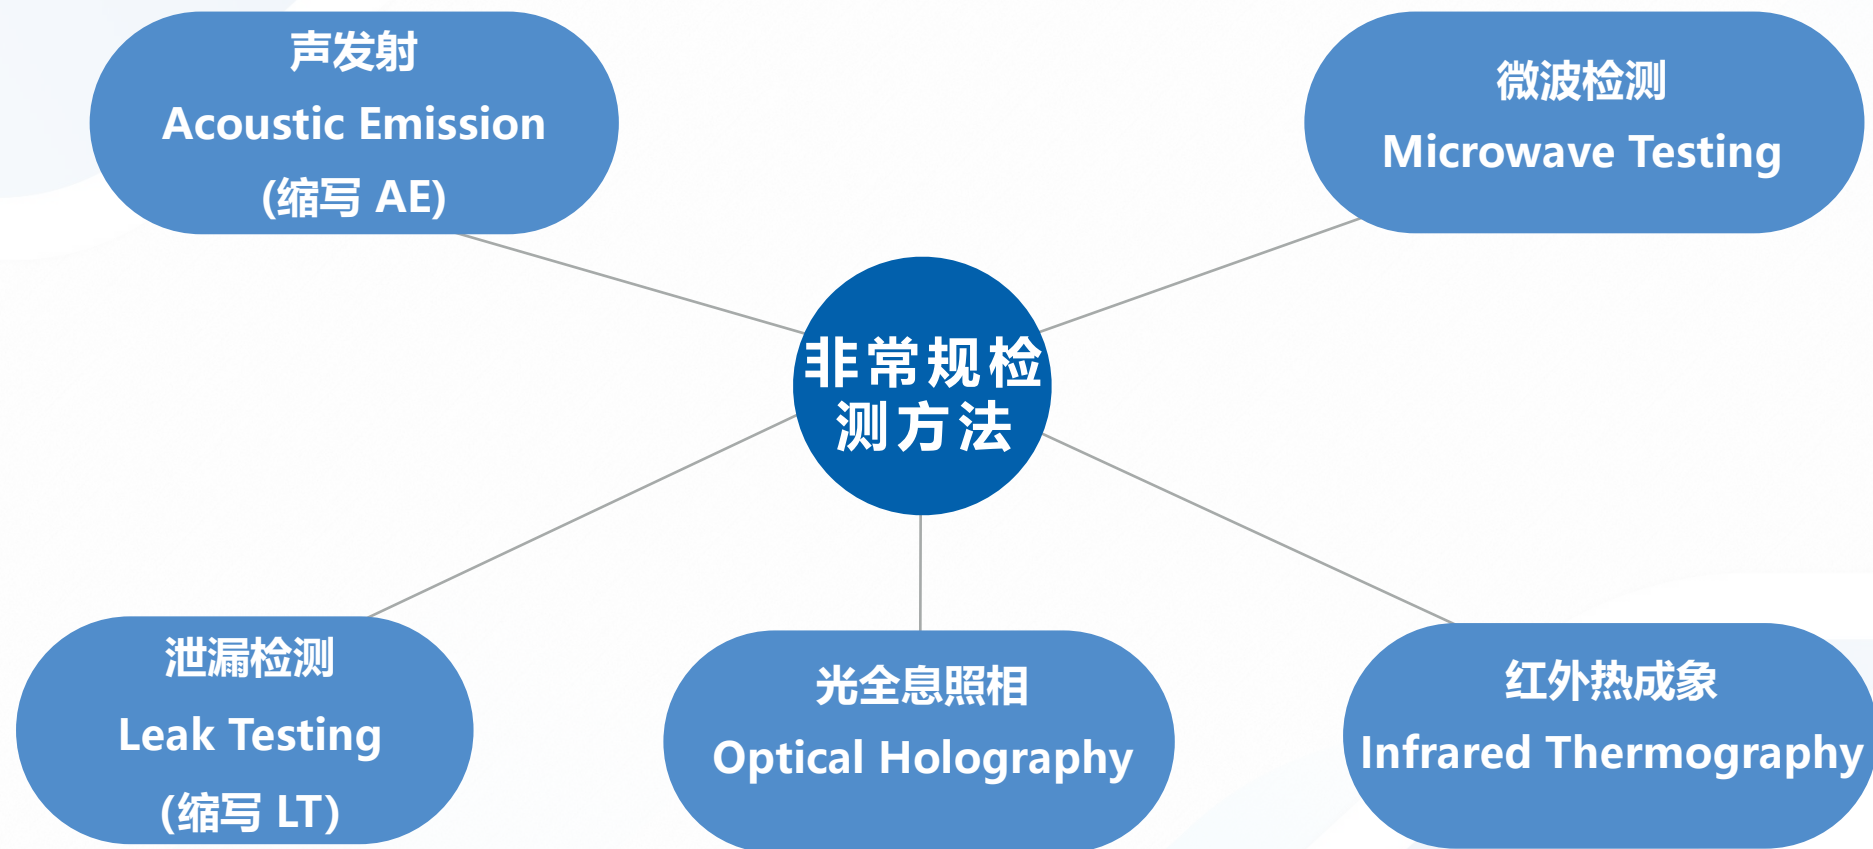 声发射
Acoustic Emission
(缩写 AE)
微波检测
Microwave Testing
非常规检
测方法
泄漏检测
Leak Testing
(缩写 LT）
光全息照相
Optical Holography
红外热成象
Infrared Thermography